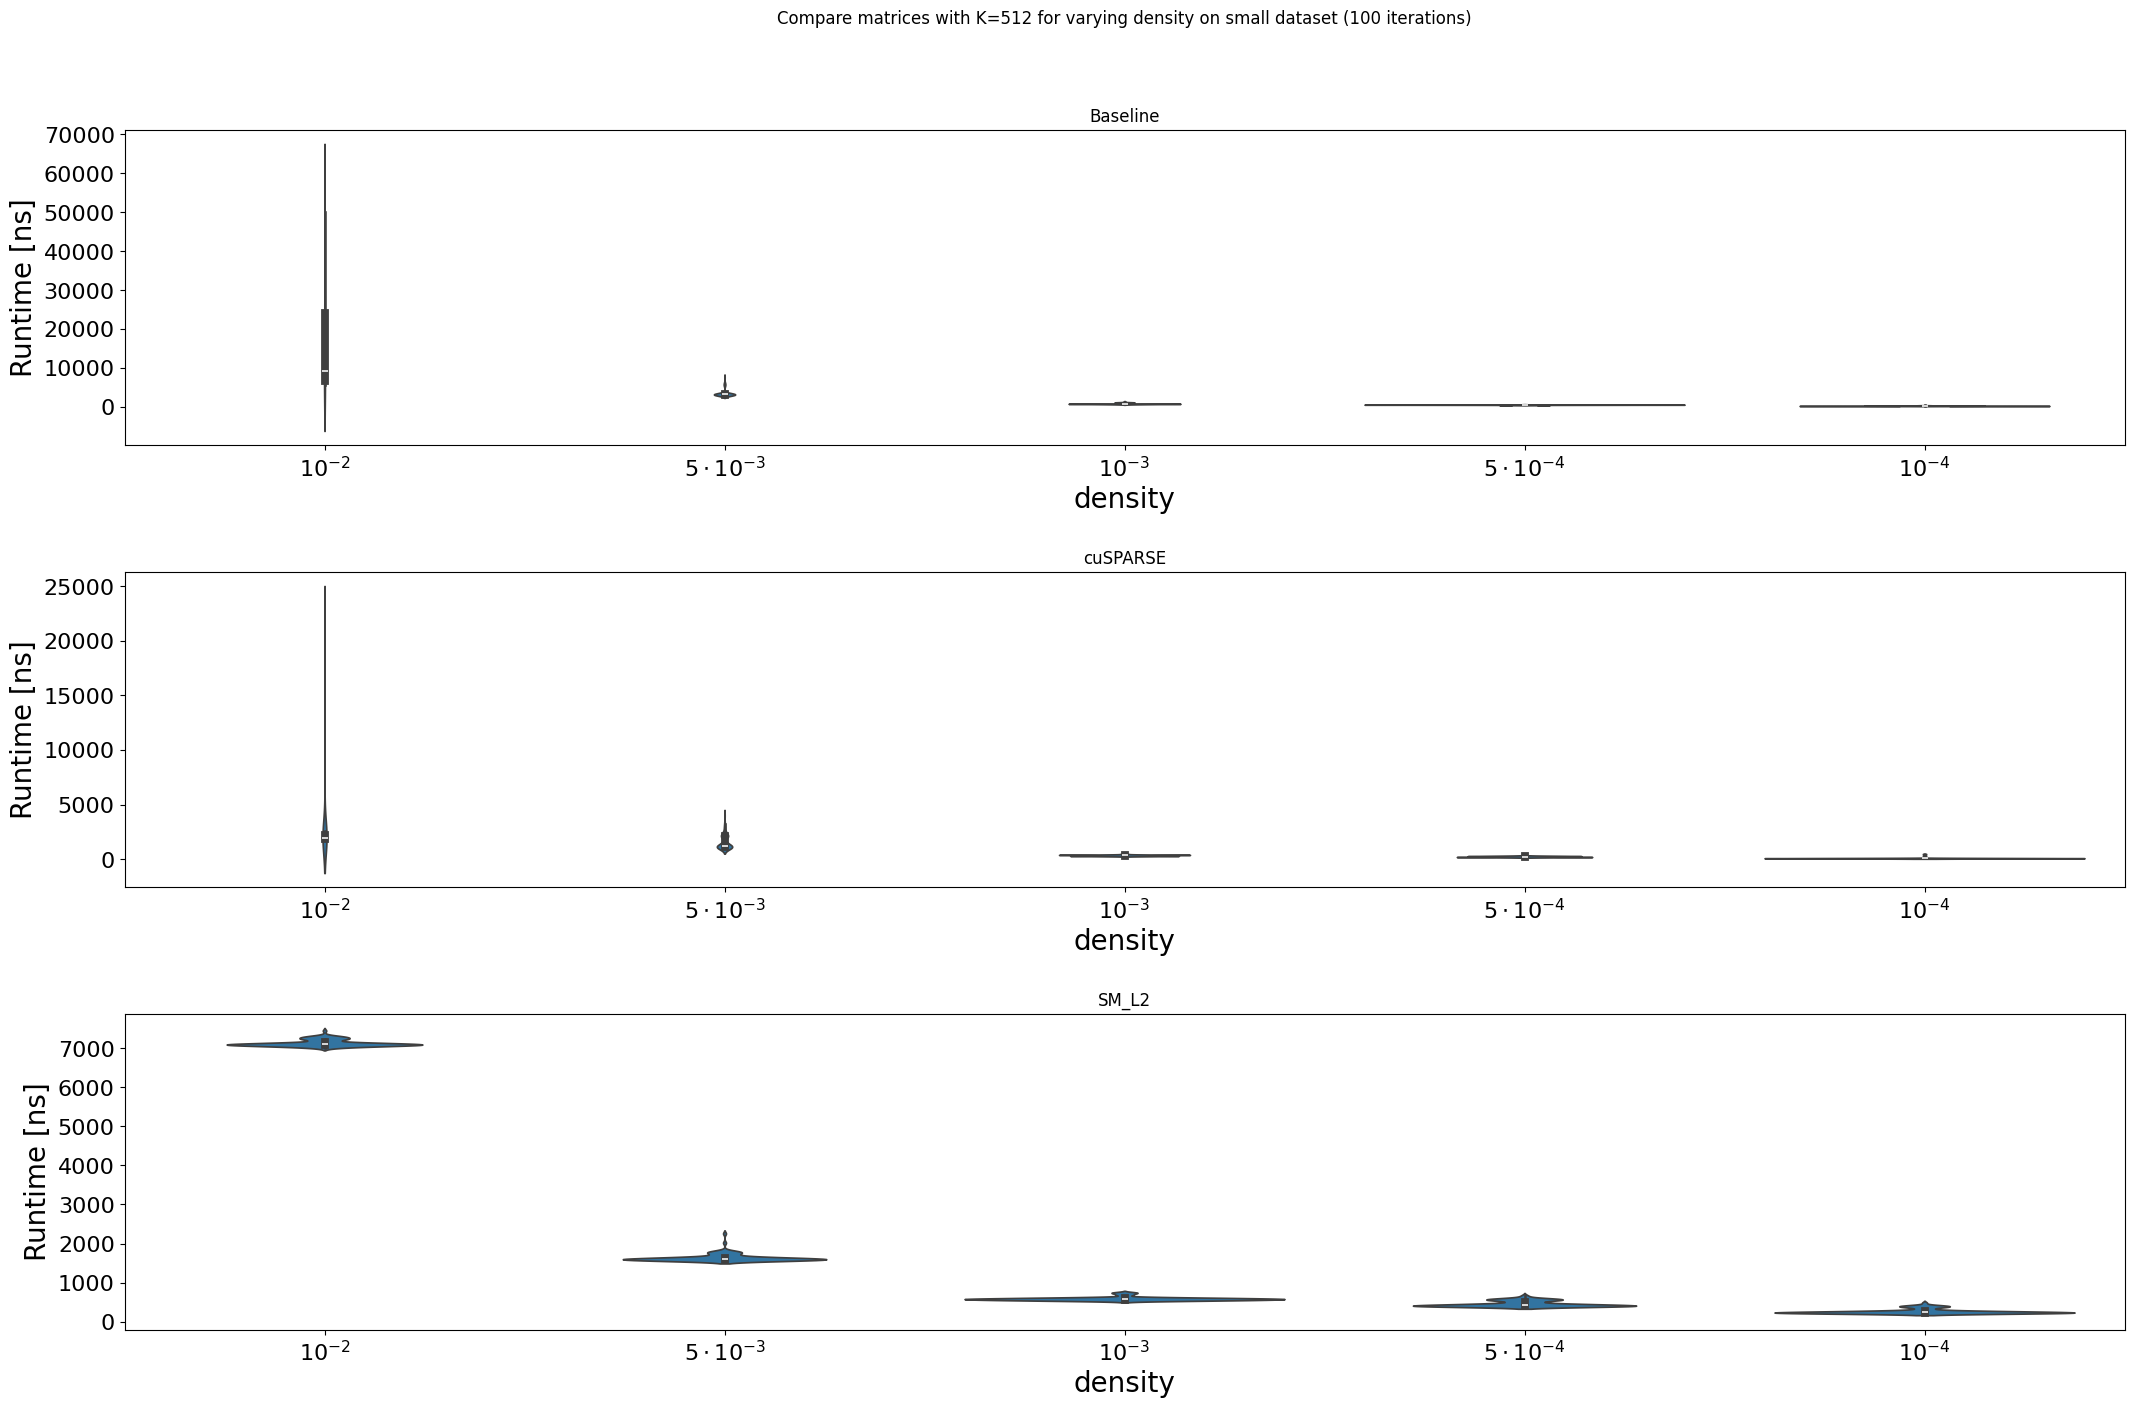 Compare matrices with K=512 for varying density on small dataset (100 iterations)
Baseline
Runtime [ns]
70000
60000
50000
40000
30000
20000
10000
0
10⁻² 5·10⁻³ 10⁻³ 5·10⁻⁴ 10⁻⁴
density
cuSPARSE
Runtime [ns]
25000
20000
15000
10000
5000
0
10⁻² 5·10⁻³ 10⁻³ 5·10⁻⁴ 10⁻⁴
density
SM_L2
Runtime [ns]
7000
6000
5000
4000
3000
2000
1000
0
10⁻² 5·10⁻³ 10⁻³ 5·10⁻⁴ 10⁻⁴
density